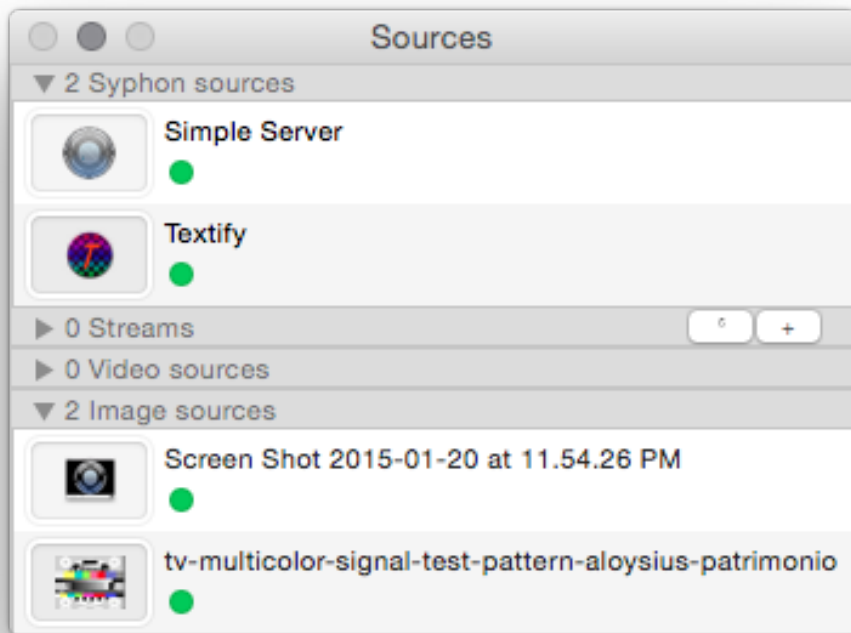 Sources
2 Syphon sources
Simple Server
Textify
0 Streams
+
0 Video sources
2 Image sources
Screen Shot 2015-01-20 at 11.54.26 PM
tv-multicolor-signal-test-pattern-aloysius-patrimonio